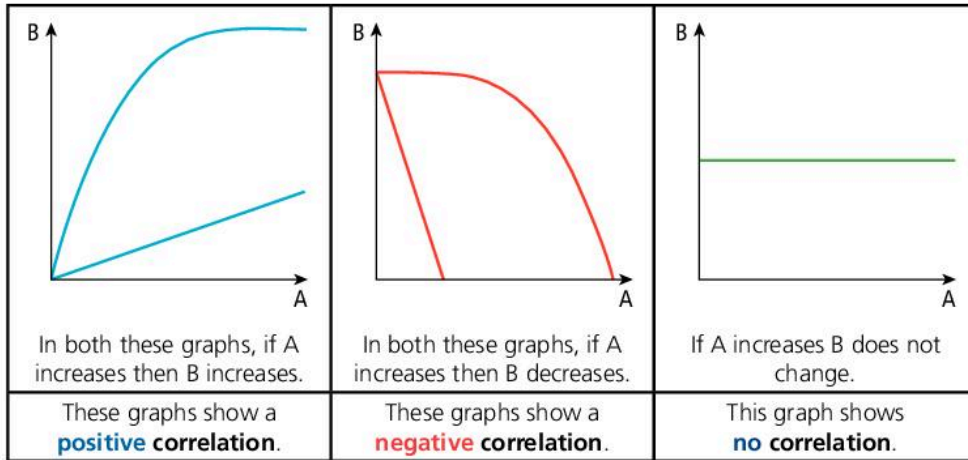 B
A
In both these graphs, if A
increases then B increases.
These graphs show a
positive correlation.
B
A
In both these graphs, if A
increases then B decreases.
These graphs show a
negative correlation.
B
A
If A increases B does not
change.
This graph shows
no correlation.